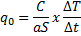 q₀ = C/aS x ΔT/Δt